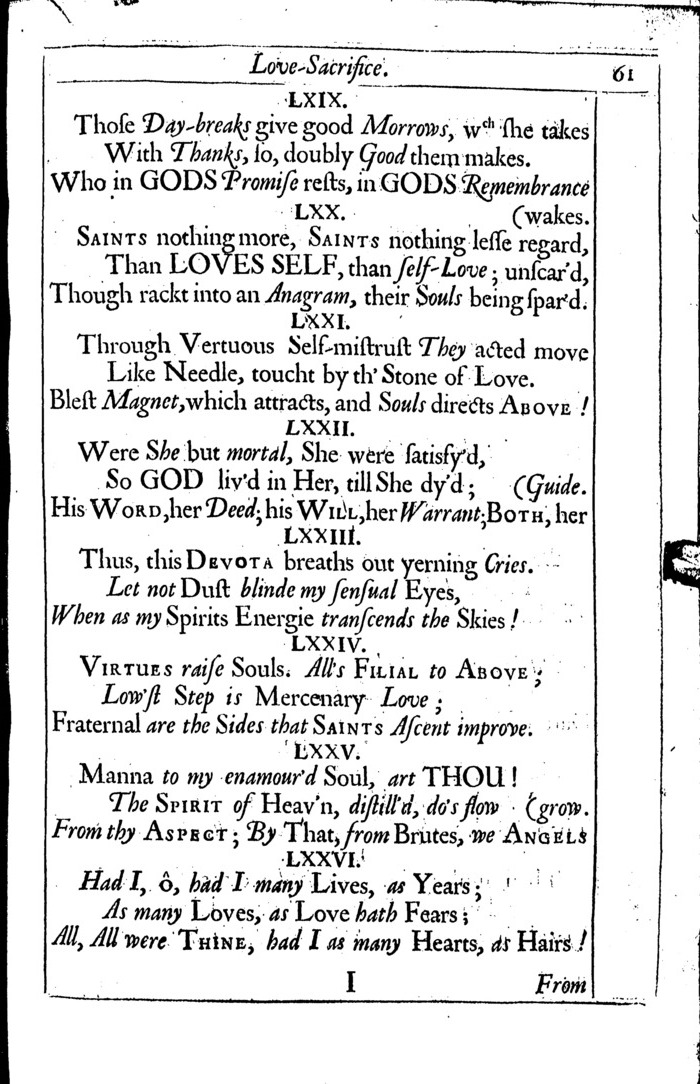 Love-Sacrifice. 61
LXIX.
Thoſe Day-breaks give good Morrows, wᶜʰ ſhe takes
With Thanks, ſo, doubly Good them makes.
Who in GODS Promiſe reſts, in GODS Remembrance
LXX. (wakes.
SAINTS nothing more, SAINTS nothing leſſe regard,
Than LOVES SELF, than ſelf-Love; unſcar'd,
Though rackt into an Anagram, their Souls being ſpar'd.
LXXI.
Through Vertuous Self-miſtruſt They acted move
Like Needle, toucht by th' Stone of Love.
Bleſt Magnet, which attracts, and Souls directs ABOVE!
LXXII.
Were She but mortal, She were ſatisfy'd,
So GOD liv'd in Her, till She dy'd; (Guide.
His WORD, her Deed; his WILL, her Warrant; BOTH, her
LXXIII.
Thus, this DEVOTA breaths out yerning Cries.
Let not Duſt blinde my ſenſual Eyes,
When as my Spirits Energie tranſcends the Skies!
LXXIV.
VIRTUES raiſe Souls. All's FILIAL to ABOVE;
Low'ſt Step is Mercenary Love;
Fraternal are the Sides that SAINTS Aſcent improve.
LXXV.
Manna to my enamour'd Soul, art THOU!
The SPIRIT of Heav'n, diſtill'd, do's flow (grow.
From thy ASPECT; By That, from Brutes, we ANGELS
LXXVI.
Had I, ô, had I many Lives, as Years;
As many Loves, as Love hath Fears;
All, All were THINE, had I as many Hearts, as Hairs!
I From